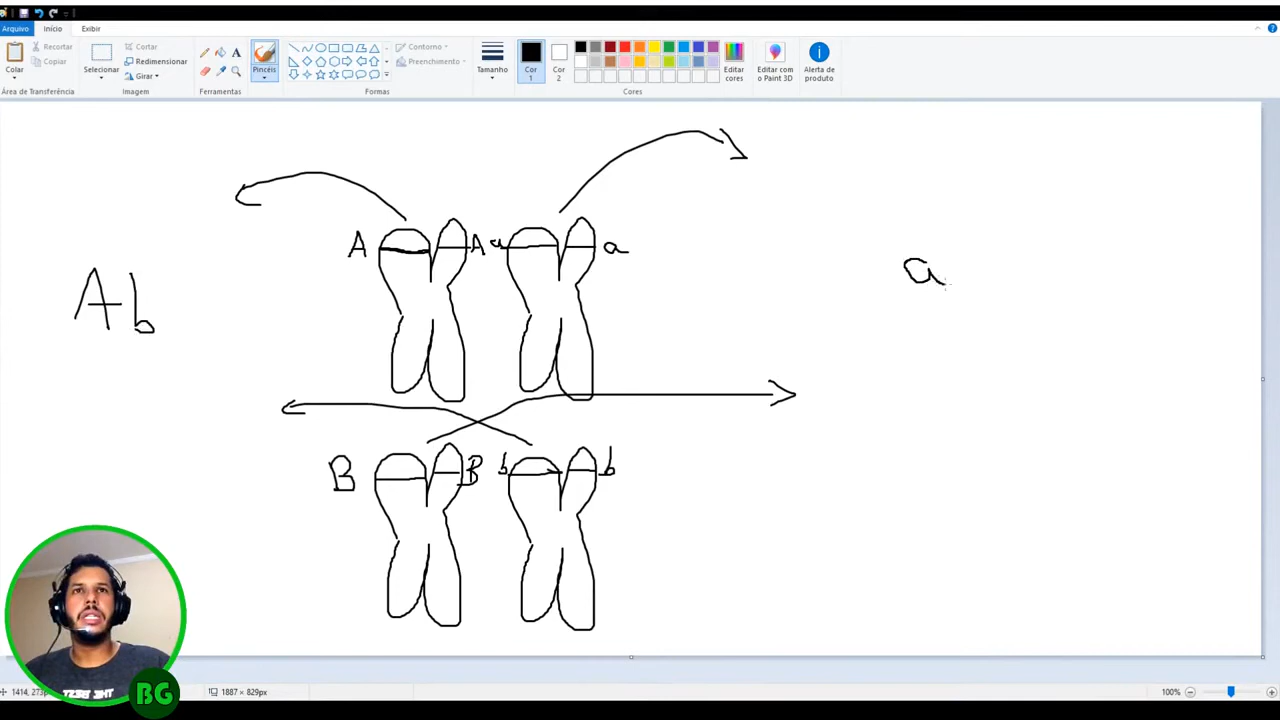 Arquivo Início Exibir
Colar
Recortar
Copiar
Área de Transferência
Selecionar
Cortar
Redimensionar
Girar
Imagem
A
Ferramentas
Pincéis
Contorno
Preenchimento
Formas
Tamanho
Cor 1
Cor 2
Editar cores
Cores
Editar com o Paint 3D
Alerta de produto
A A a a
Ab
a
B B b b
BG
1887 × 829px
100%